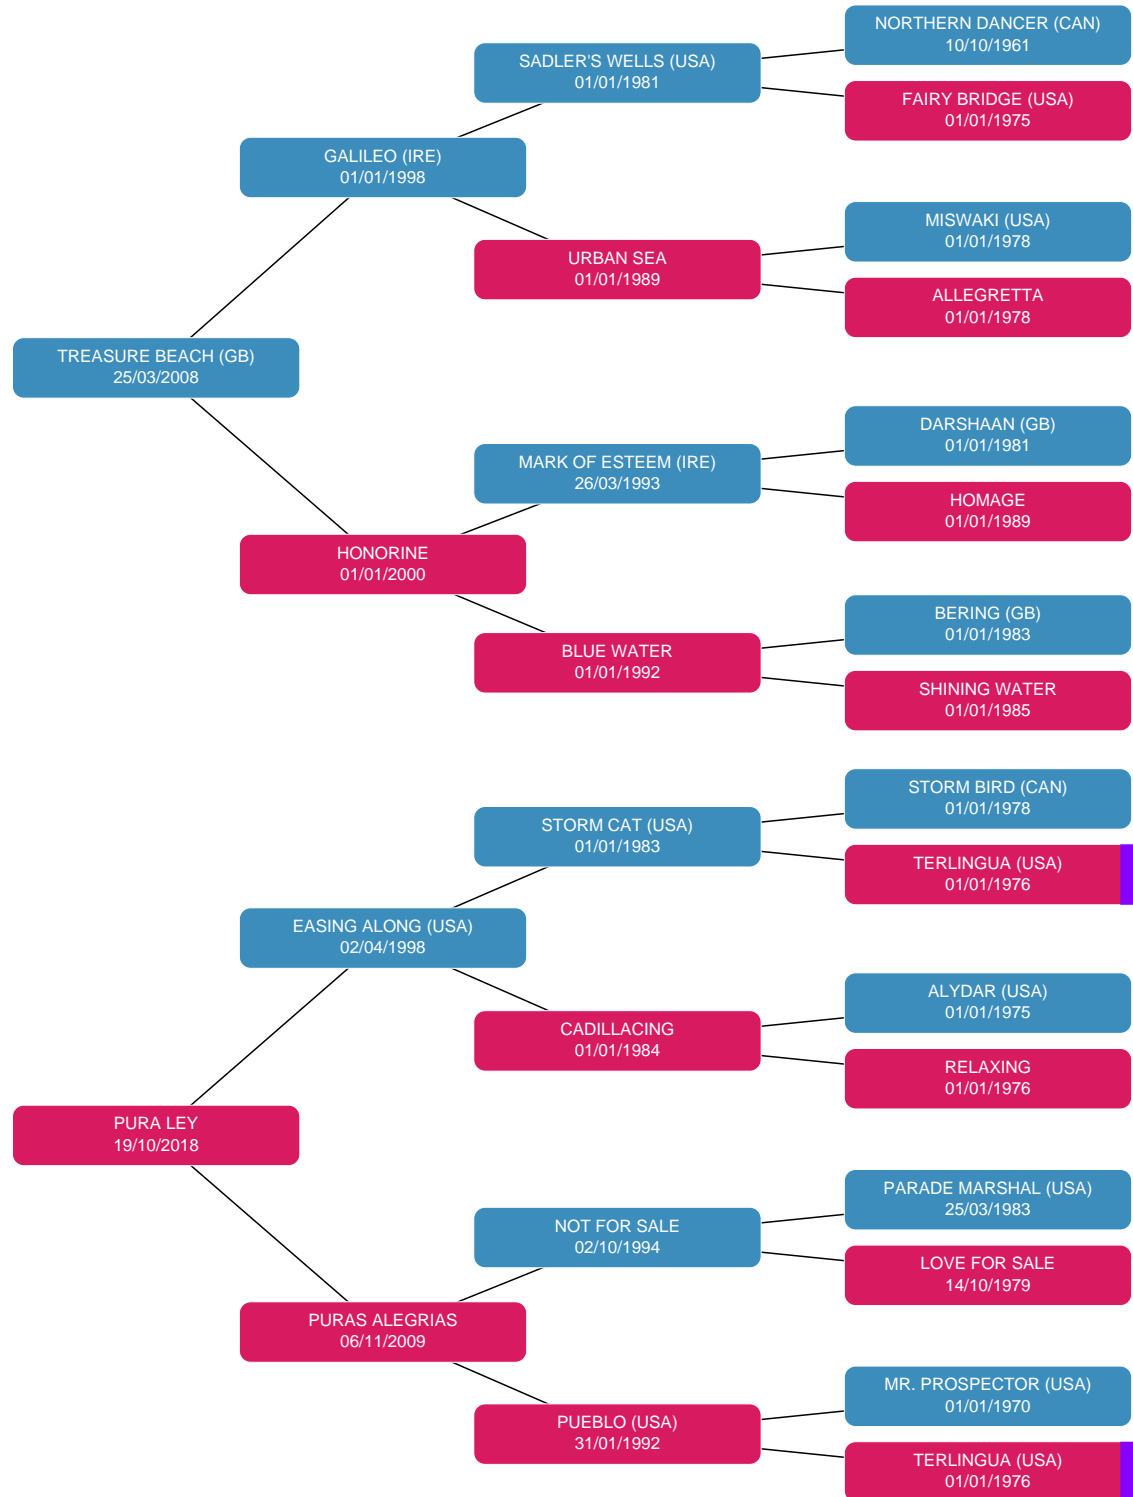 NORTHERN DANCER (CAN)
10/10/1961
SADLER'S WELLS (USA)
01/01/1981
FAIRY BRIDGE (USA)
01/01/1975
GALILEO (IRE)
01/01/1998
MISWAKI (USA)
01/01/1978
URBAN SEA
01/01/1989
ALLEGRETTA
01/01/1978
TREASURE BEACH (GB)
25/03/2008
DARSHAAN (GB)
01/01/1981
MARK OF ESTEEM (IRE)
26/03/1993
HOMAGE
01/01/1989
HONORINE
01/01/2000
BERING (GB)
01/01/1983
BLUE WATER
01/01/1992
SHINING WATER
01/01/1985
STORM BIRD (CAN)
01/01/1978
STORM CAT (USA)
01/01/1983
TERLINGUA (USA)
01/01/1976
EASING ALONG (USA)
02/04/1998
ALYDAR (USA)
01/01/1975
CADILLACING
01/01/1984
RELAXING
01/01/1976
PURA LEY
19/10/2018
PARADE MARSHAL (USA)
25/03/1983
NOT FOR SALE
02/10/1994
LOVE FOR SALE
14/10/1979
PURAS ALEGRIAS
06/11/2009
MR. PROSPECTOR (USA)
01/01/1970
PUEBLO (USA)
31/01/1992
TERLINGUA (USA)
01/01/1976